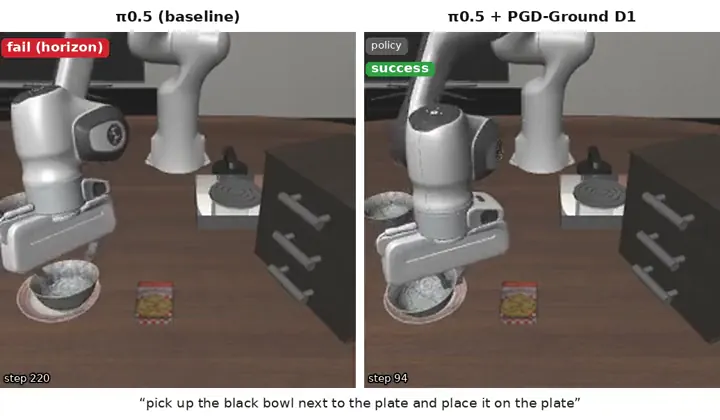 π0.5 (baseline)
π0.5 + PGD-Ground D1
fail (horizon)
policy
success
step 220
step 94
“pick up the black bowl next to the plate and place it on the plate”